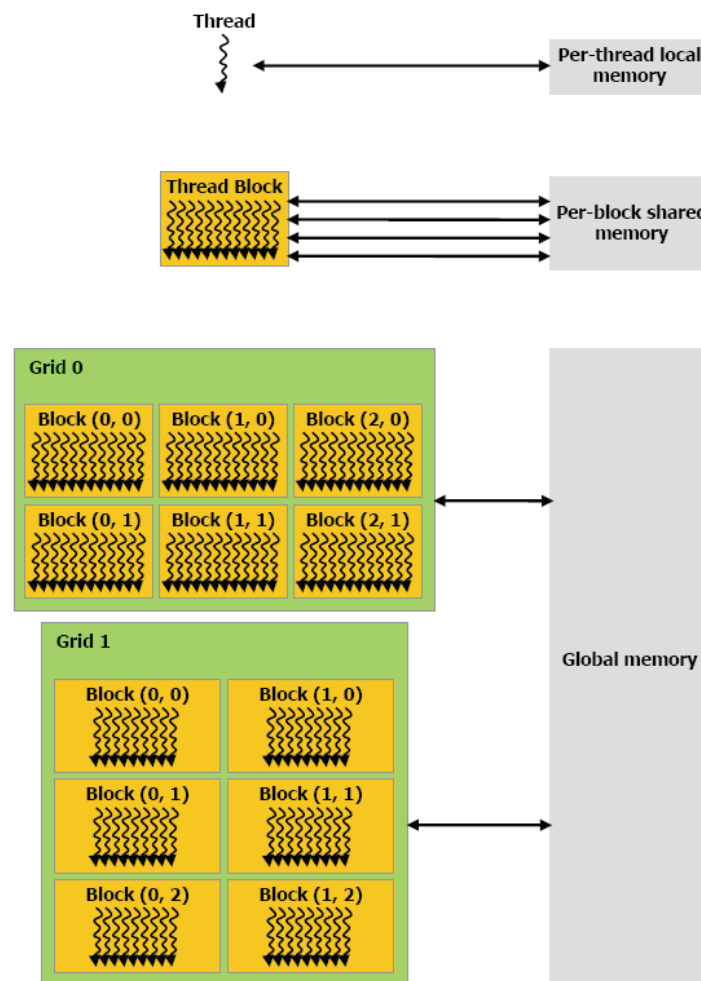 Thread
Per-thread local
memory
Thread Block
Per-block shared
memory
Grid 0
Block (0, 0) Block (1, 0) Block (2, 0)
Block (0, 1) Block (1, 1) Block (2, 1)
Grid 1
Global memory
Block (0, 0) Block (1, 0)
Block (0, 1) Block (1, 1)
Block (0, 2) Block (1, 2)